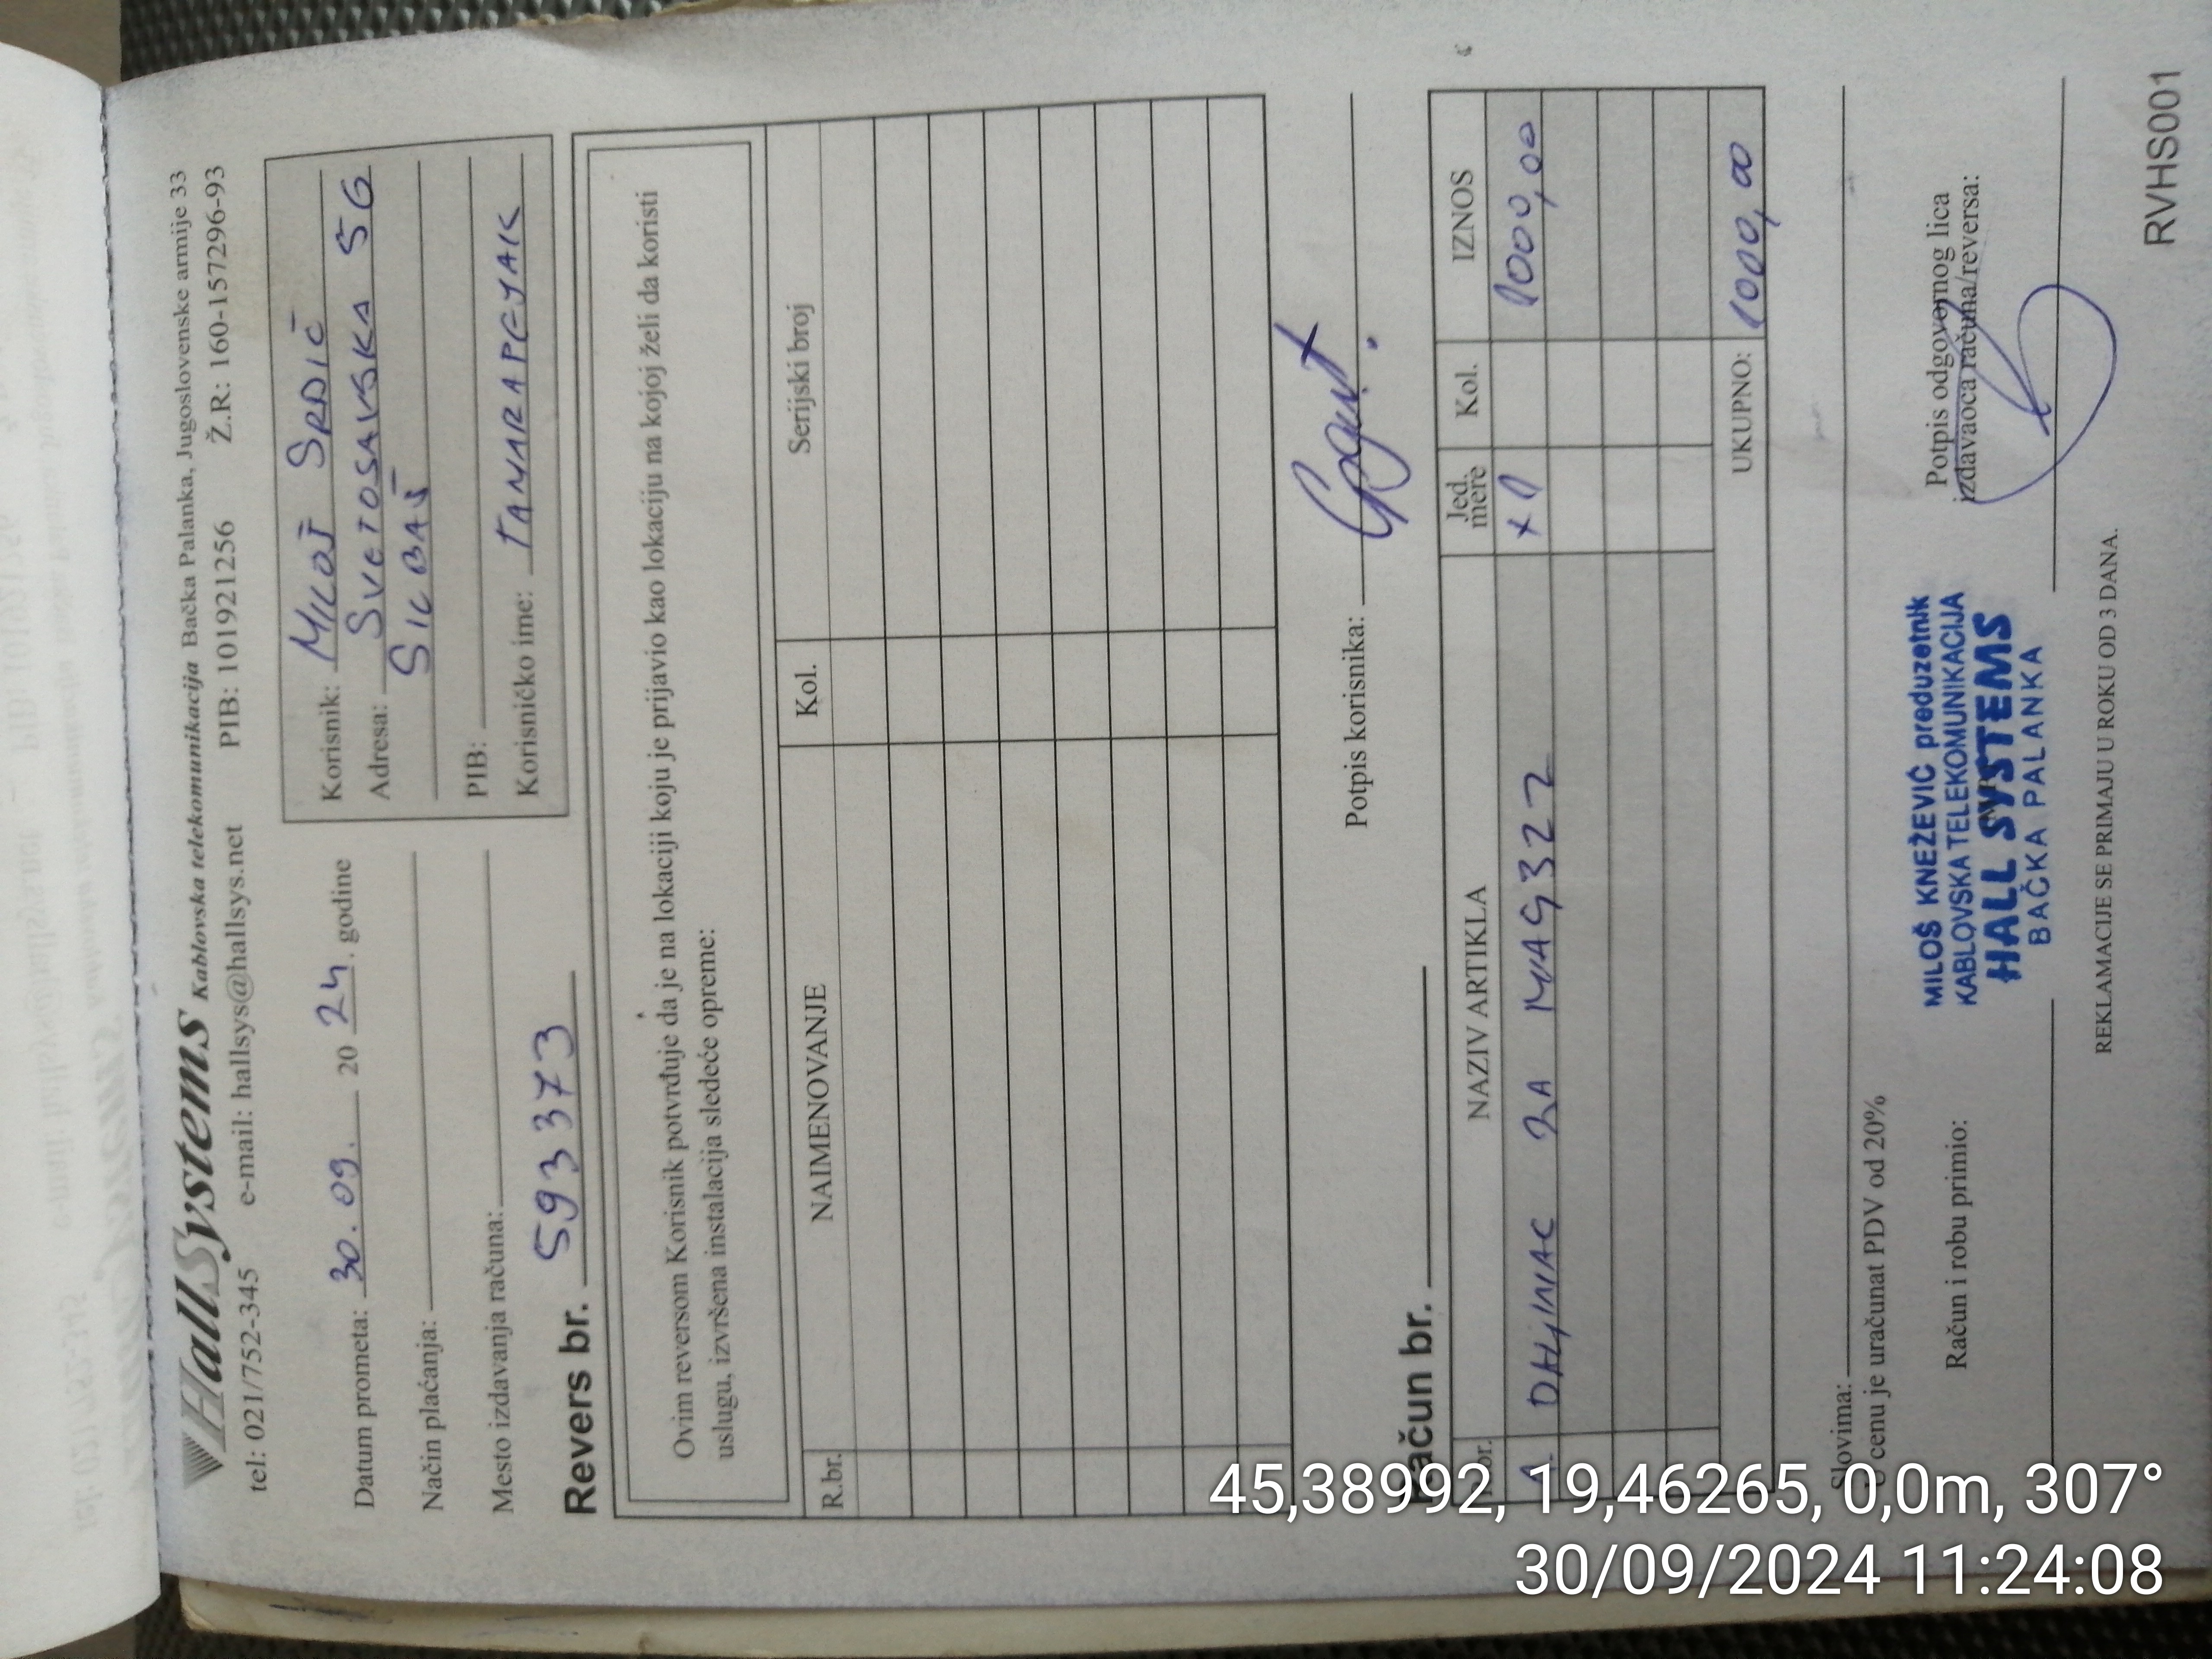 HallSystems Kablovska telekomunikacija Bačka Palanka, Jugoslovenske armije 33
tel: 021/752-345 e-mail: hallsys@hallsys.net PIB: 101921256 Ž.R: 160-157296-93
Datum prometa: 30.09. 20 24. godine
Način plaćanja:
Mesto izdavanja računa:
Korisnik: MILOŠ SRDIĆ
Adresa: SVETOSAVSKA 56
SILBAŠ
PIB:
Korisničko ime: TAMARAPEJAK
Revers br. 593373
Ovim reversom Korisnik potvrđuje da je na lokaciji koju je prijavio kao lokaciju na kojoj želi da koristi
uslugu, izvršena instalacija sledeće opreme:
R.br. NAIMENOVANJE Kol. Serijski broj
Potpis korisnika:
Račun br.
br. NAZIV ARTIKLA Jed. mere Kol. IZNOS
1 DALJINAC ZA MAG322 x1 1000,00
UKUPNO: 1000,00
Slovima:
U cenu je uračunat PDV od 20%
Račun i robu primio:
MILOŠ KNEŽEVIĆ preduzetnik
KABLOVSKA TELEKOMUNIKACIJA
HALL SYSTEMS
BAČKA PALANKA
Potpis odgovornog lica
izdavaoca računa/reversa:
REKLAMACIJE SE PRIMAJU U ROKU OD 3 DANA.
RVHS001
45,38992, 19,46265, 0,0m, 307°
30/09/2024 11:24:08